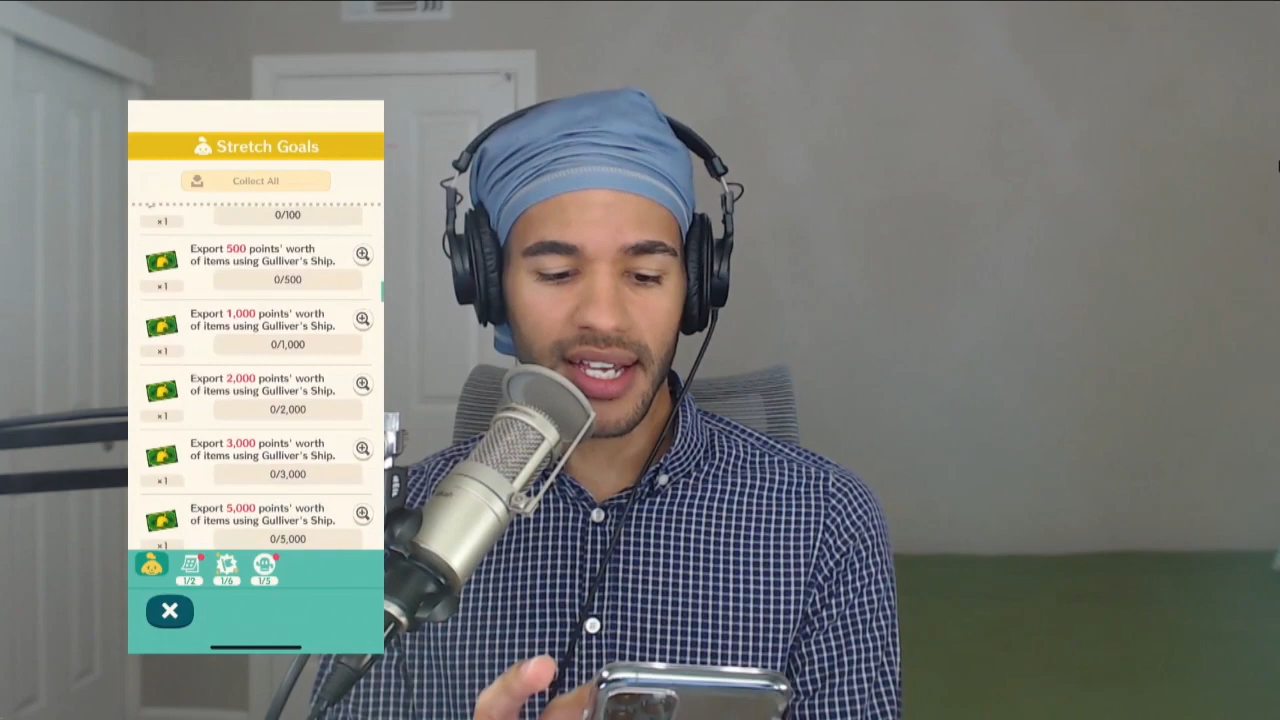 Stretch Goals
Collect All
×1
0/100
Export 500 points' worth
of items using Gulliver's Ship.
×1
0/500
Export 1,000 points' worth
of items using Gulliver's Ship.
×1
0/1,000
Export 2,000 points' worth
of items using Gulliver's Ship.
×1
0/2,000
Export 3,000 points' worth
of items using Gulliver's Ship.
×1
0/3,000
Export 5,000 points' worth
of items using Gulliver's Ship.
×1
0/5,000
1/2
1/6
1/5